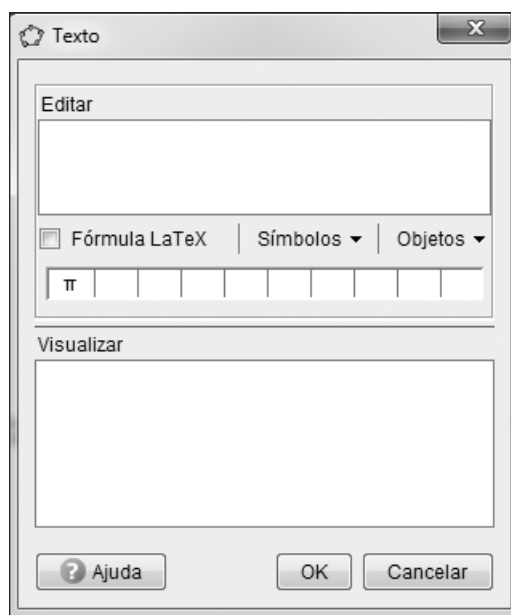 Texto
Editar
Fórmula LaTeX Símbolos Objetos
π
Visualizar
Ajuda OK Cancelar